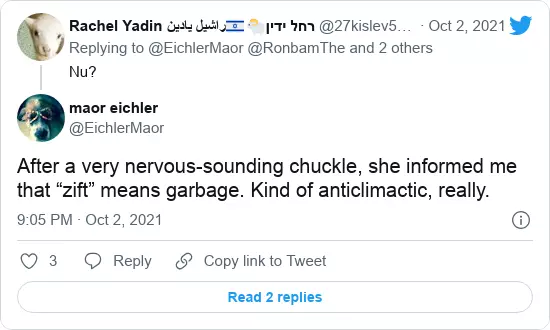 Rachel Yadin راشيل يادين🇮🇱🐑רחל ידין @27kislev5… · Oct 2, 2021
Replying to @EichlerMaor @RonbamThe and 2 others
Nu?
maor eichler
@EichlerMaor
After a very nervous-sounding chuckle, she informed me
that “zift” means garbage. Kind of anticlimactic, really.
9:05 PM · Oct 2, 2021
3 Reply Copy link to Tweet
Read 2 replies